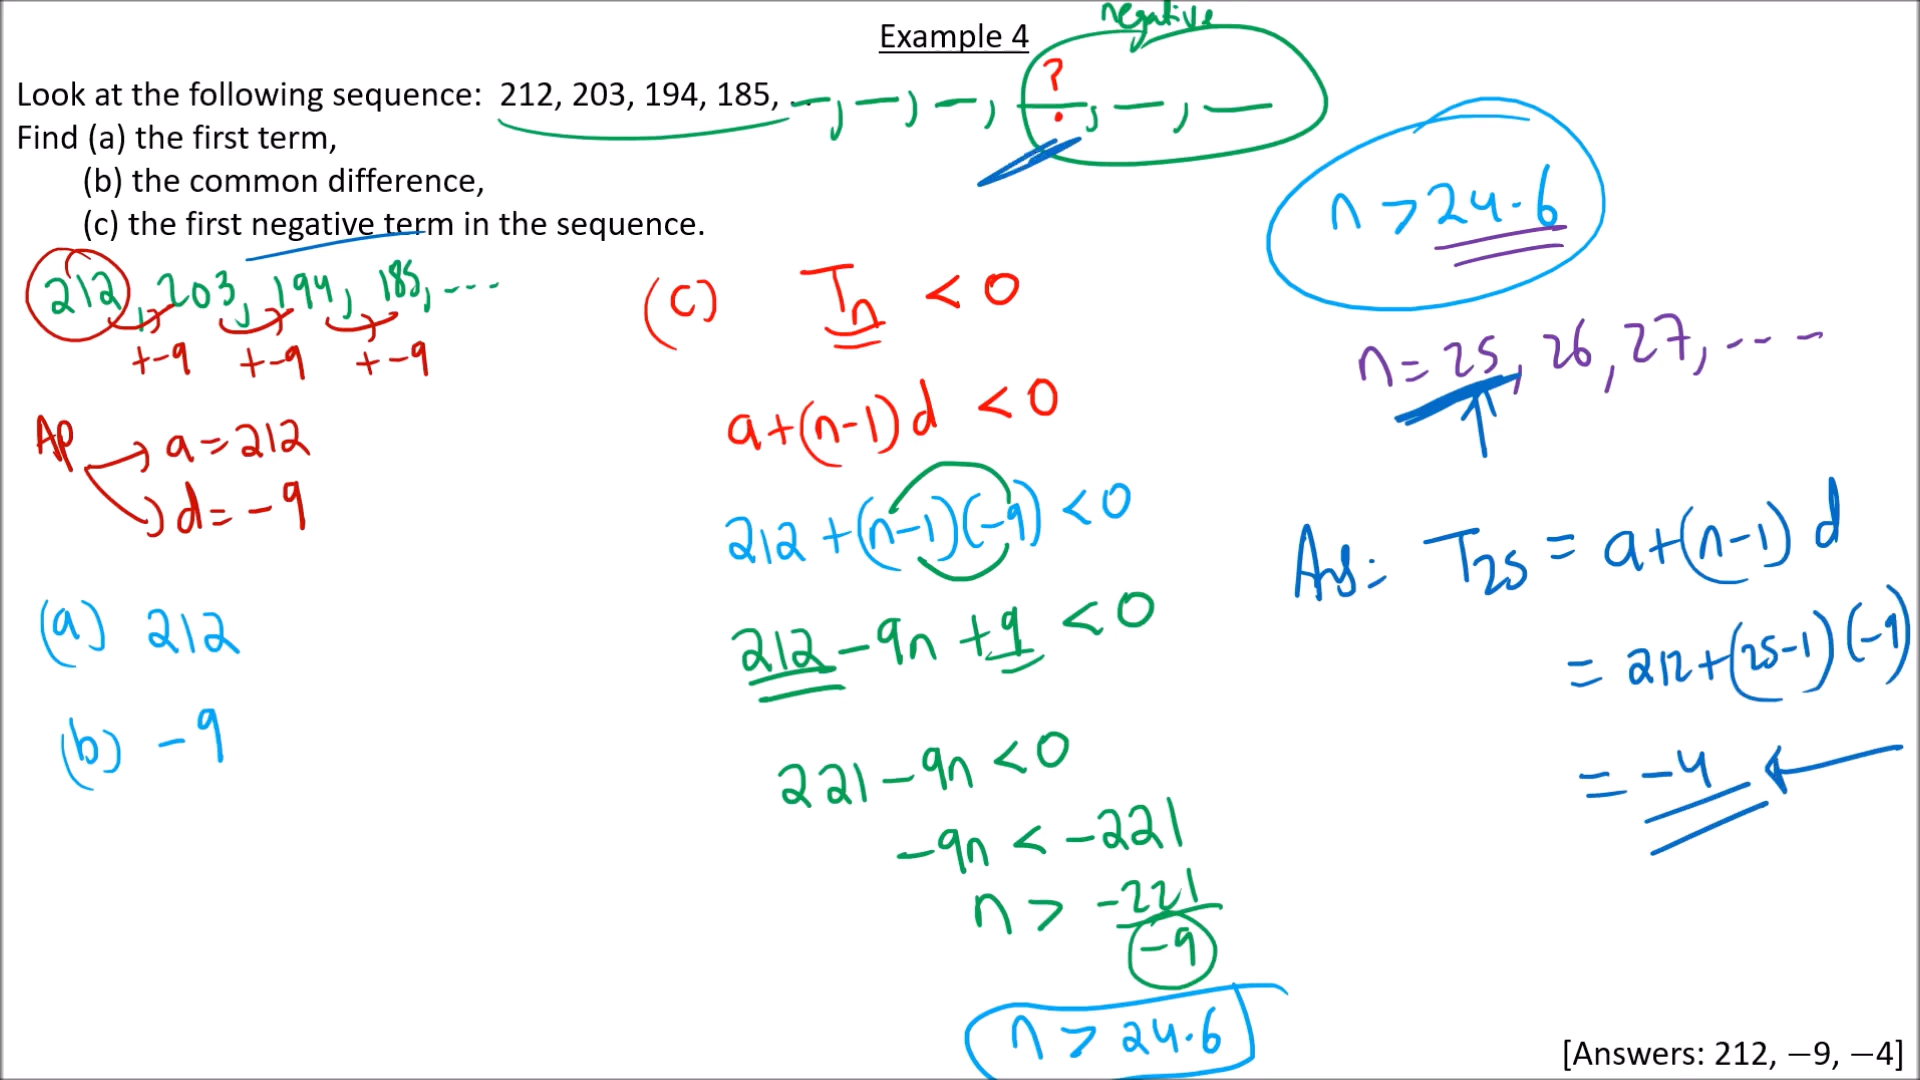 Example 4
negative
Look at the following sequence: 212, 203, 194, 185, ..
?
Find (a) the first term,
(b) the common difference,
(c) the first negative term in the sequence.
212, 203, 194, 185, ---
+-9 +-9 +-9
AP
a = 212
d = -9
(a) 212
(b) -9
(c) Tn < 0
a+(n-1)d < 0
212 +(n-1)(-9) < 0
212 - 9n + 9 < 0
221 - 9n < 0
-9n < -221
n > -221/-9
n > 24.6
n > 24.6
n = 25, 26, 27, ---
Ans: T25 = a+(n-1)d
= 212+(25-1)(-9)
= -4
[Answers: 212, −9, −4]